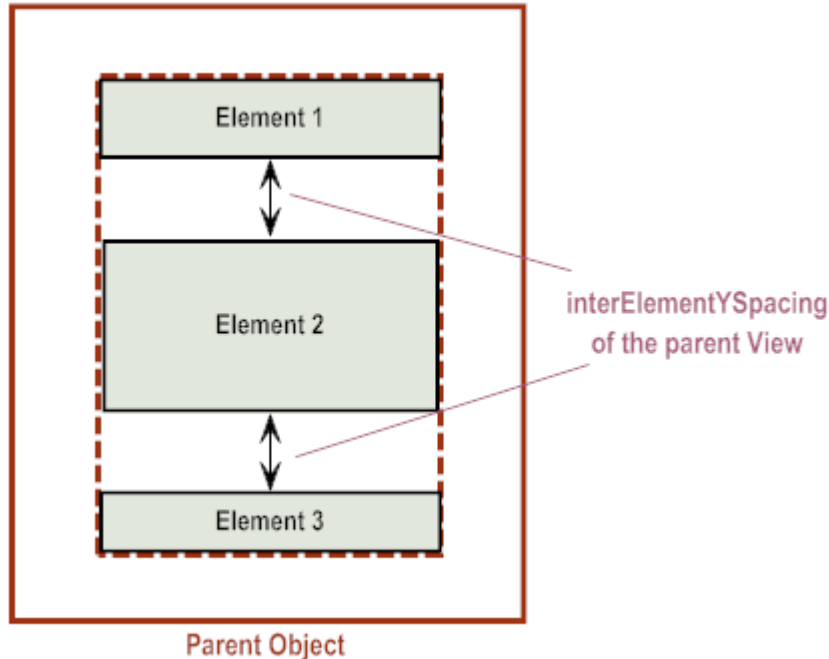 Element 1
Element 2
interElementYSpacing
of the parent View
Element 3
Parent Object